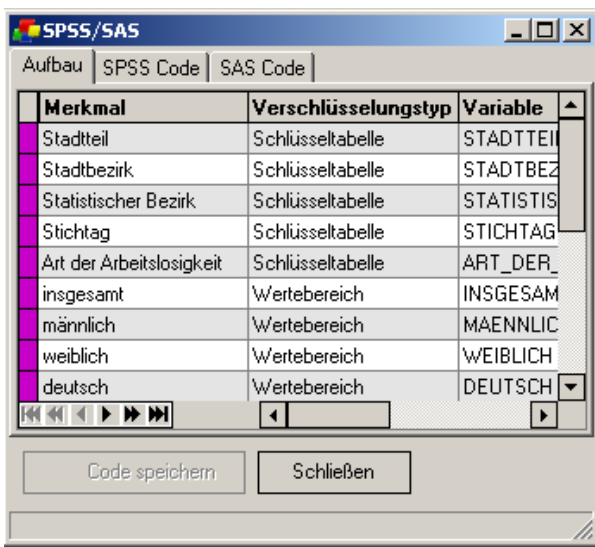 SPSS/SAS
Aufbau SPSS Code SAS Code
Merkmal Verschlüsselungstyp Variable
Stadtteil Schlüsseltabelle STADTTEIL
Stadtbezirk Schlüsseltabelle STADTBEZ
Statistischer Bezirk Schlüsseltabelle STATISTIS
Stichtag Schlüsseltabelle STICHTAG
Art der Arbeitslosigkeit Schlüsseltabelle ART_DER_
insgesamt Wertebereich INSGESAM
männlich Wertebereich MAENNLIC
weiblich Wertebereich WEIBLICH
deutsch Wertebereich DEUTSCH
Code speichern Schließen